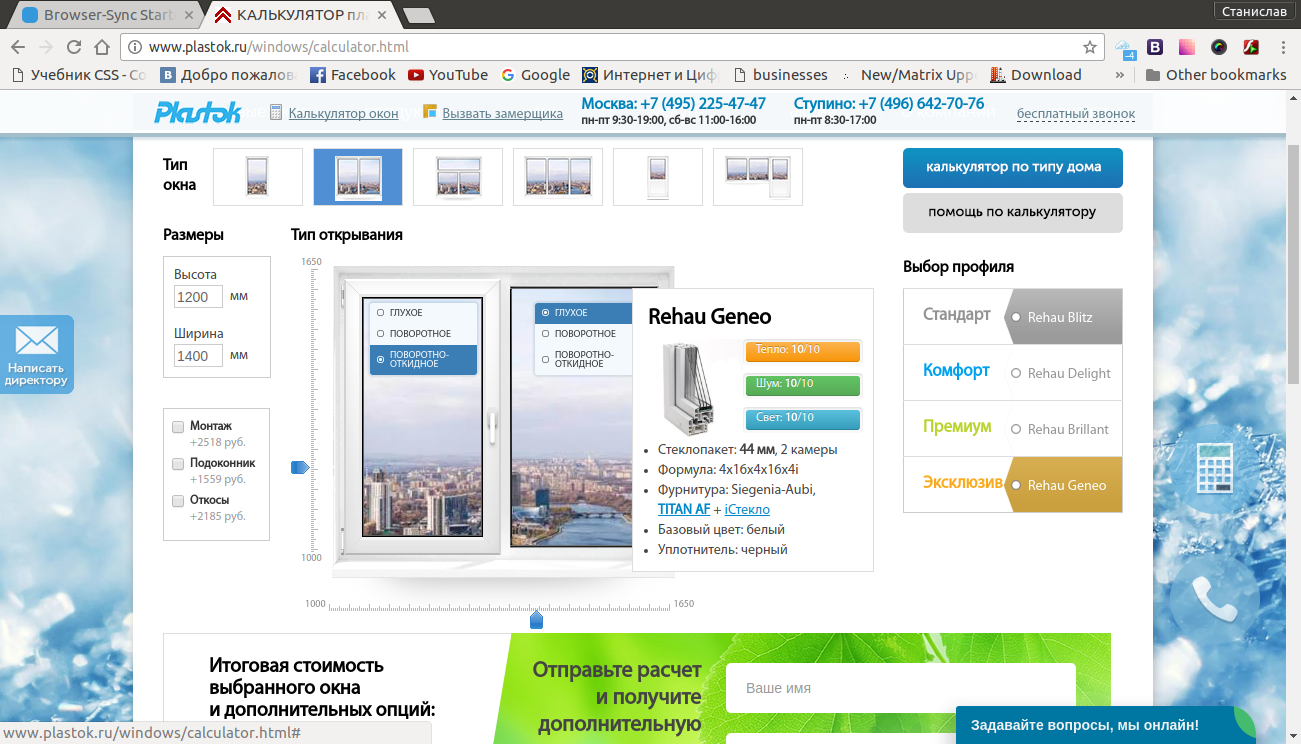 Browser-Sync Start
КАЛЬКУЛЯТОР пл
Станислав
www.plastok.ru/windows/calculator.html
-4
Учебник CSS - Со
Добро пожалова
Facebook
YouTube
Google
Интернет и Циф
businesses
New/Matrix Upp
Download
»
Other bookmarks
Plastok
Калькулятор окон
Вызвать замерщика
Москва: +7 (495) 225-47-47
пн-пт 9:30-19:00, сб-вс 11:00-16:00
Ступино: +7 (496) 642-70-76
пн-пт 8:30-17:00
бесплатный звонок
Тип
окна
калькулятор по типу дома
помощь по калькулятору
Размеры
Высота
1200 мм
Ширина
1400 мм
Тип открывания
1650
1000
ГЛУХОЕ
ПОВОРОТНОЕ
ПОВОРОТНО-
ОТКИДНОЕ
ГЛУХОЕ
ПОВОРОТНОЕ
ПОВОРОТНО-
ОТКИДНОЕ
1000
1650
Rehau Geneo
Тепло: 10/10
Шум: 10/10
Свет: 10/10
• Стеклопакет: 44 мм, 2 камеры
• Формула: 4x16x4x16x4i
• Фурнитура: Siegenia-Aubi,
TITAN AF + iСтекло
• Базовый цвет: белый
• Уплотнитель: черный
Выбор профиля
Стандарт Rehau Blitz
Комфорт Rehau Delight
Премиум Rehau Brillant
Эксклюзив Rehau Geneo
Написать
директору
Монтаж
+2518 руб.
Подоконник
+1559 руб.
Откосы
+2185 руб.
Итоговая стоимость
выбранного окна
и дополнительных опций:
Отправьте расчет
и получите
дополнительную
Ваше имя
Задавайте вопросы, мы онлайн!
www.plastok.ru/windows/calculator.html#